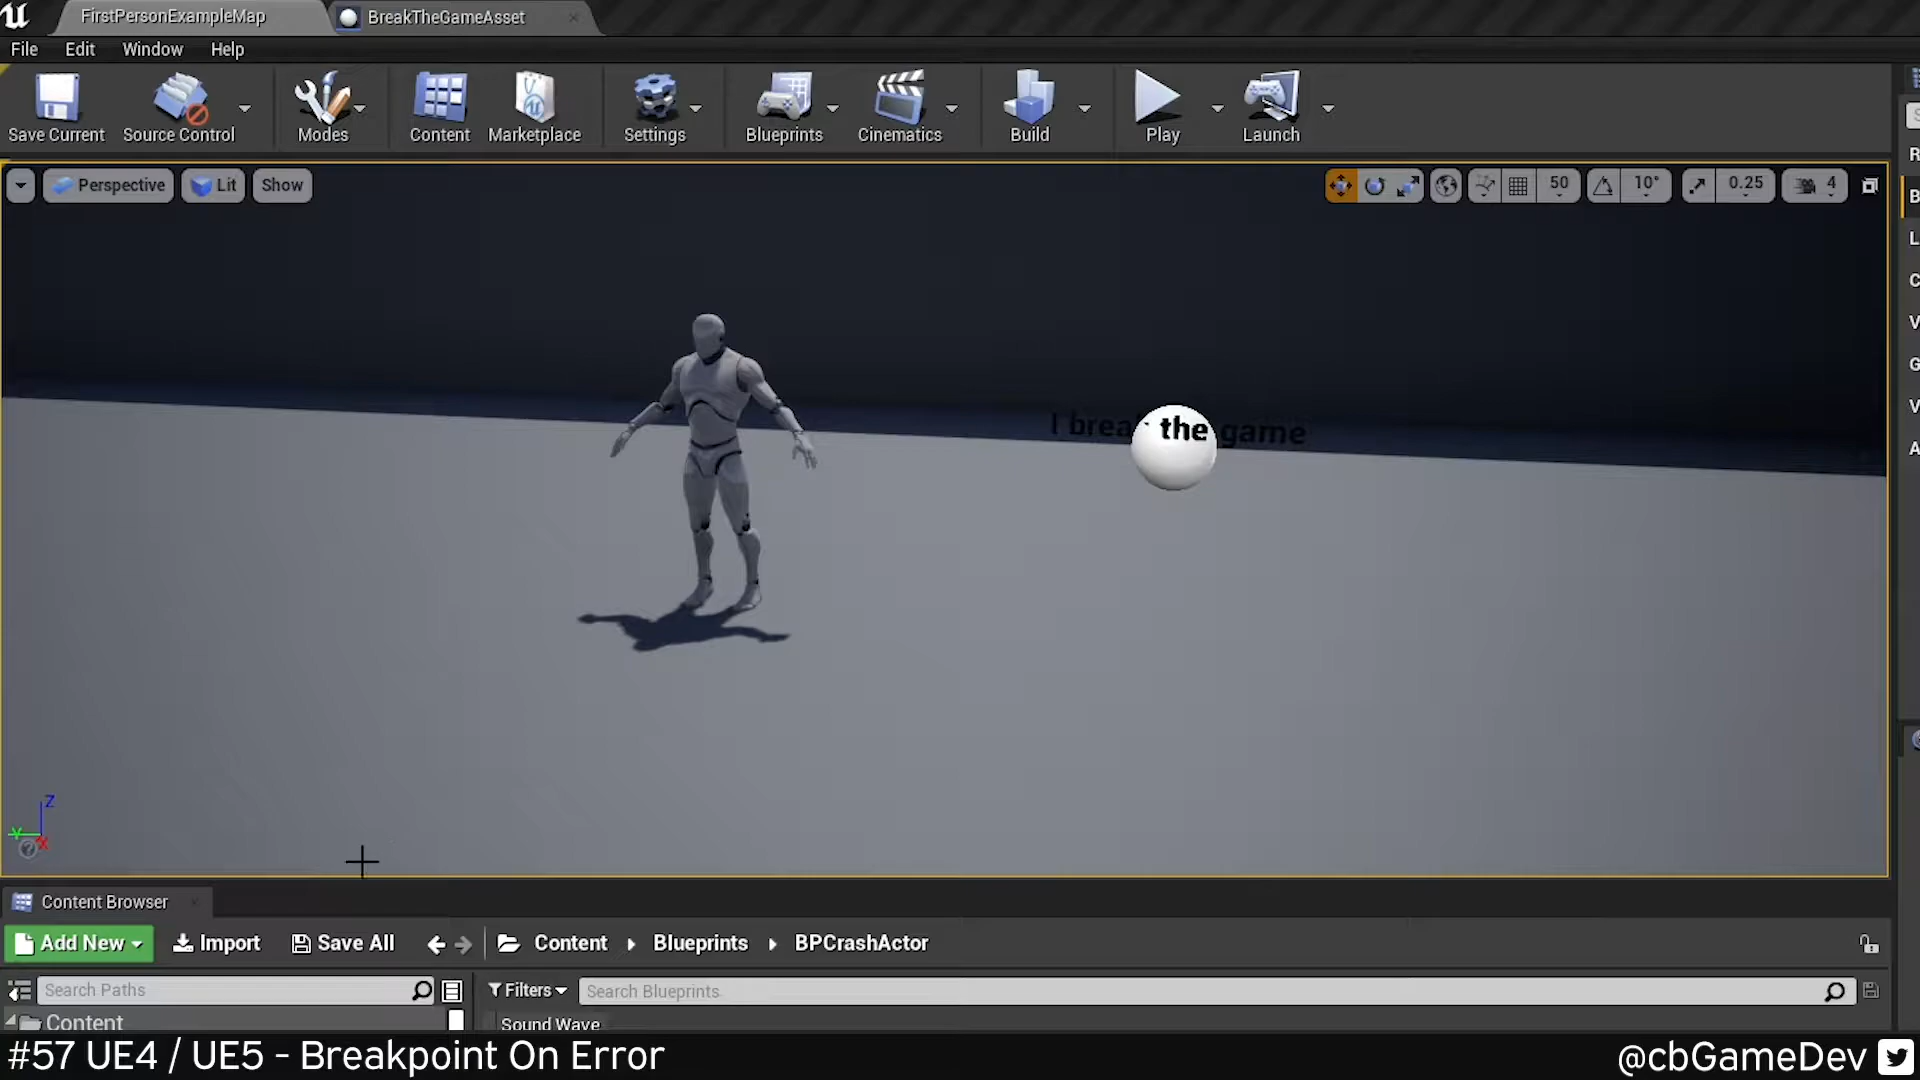 FirstPersonExampleMap
BreakTheGameAsset
File Edit Window Help
Save Current Source Control Modes Content Marketplace Settings Blueprints Cinematics Build Play Launch
Perspective Lit Show 50 10° 0.25 4
I break the game
Z
Y X
Content Browser
Add New Import Save All Content Blueprints BPCrashActor
Search Paths Filters Search Blueprints
Content Sound Wave
#57 UE4 / UE5 - Breakpoint On Error @cbGameDev